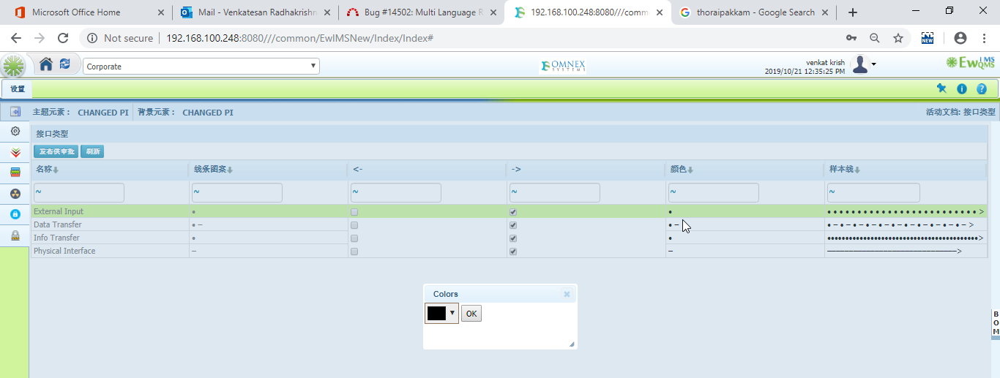 Microsoft Office Home
Mail - Venkatesan Radhakrishn
Bug #14502: Multi Language R
192.168.100.248:8080///comm
thoraipakkam - Google Search
Not secure
192.168.100.248:8080///common/EwIMSNew/Index/Index#
NEW
Corporate
OMNEX
SYSTEMS
venkat krish
2019/10/21 12:35:25 PM
EwIMS
QMS
设置
主题元素： CHANGED PI
背景元素： CHANGED PI
活动文档: 接口类型
接口类型
发布供审批 刷新
名称 线条图案 <- -> 颜色 样本线
~ ~ ~ ~ ~ ~
External Input • • • • • • • • • • • • • • • • • • • • • • • • • • • >
Data Transfer • – • – • – • – • – • – • – • – • – • – • – • – • – >
Info Transfer • • ••••••••••••••••••••••••••••••••••••••••••>
Physical Interface – – ––––––––––––––––––––––––––––––>
Colors
OK
B
O
M